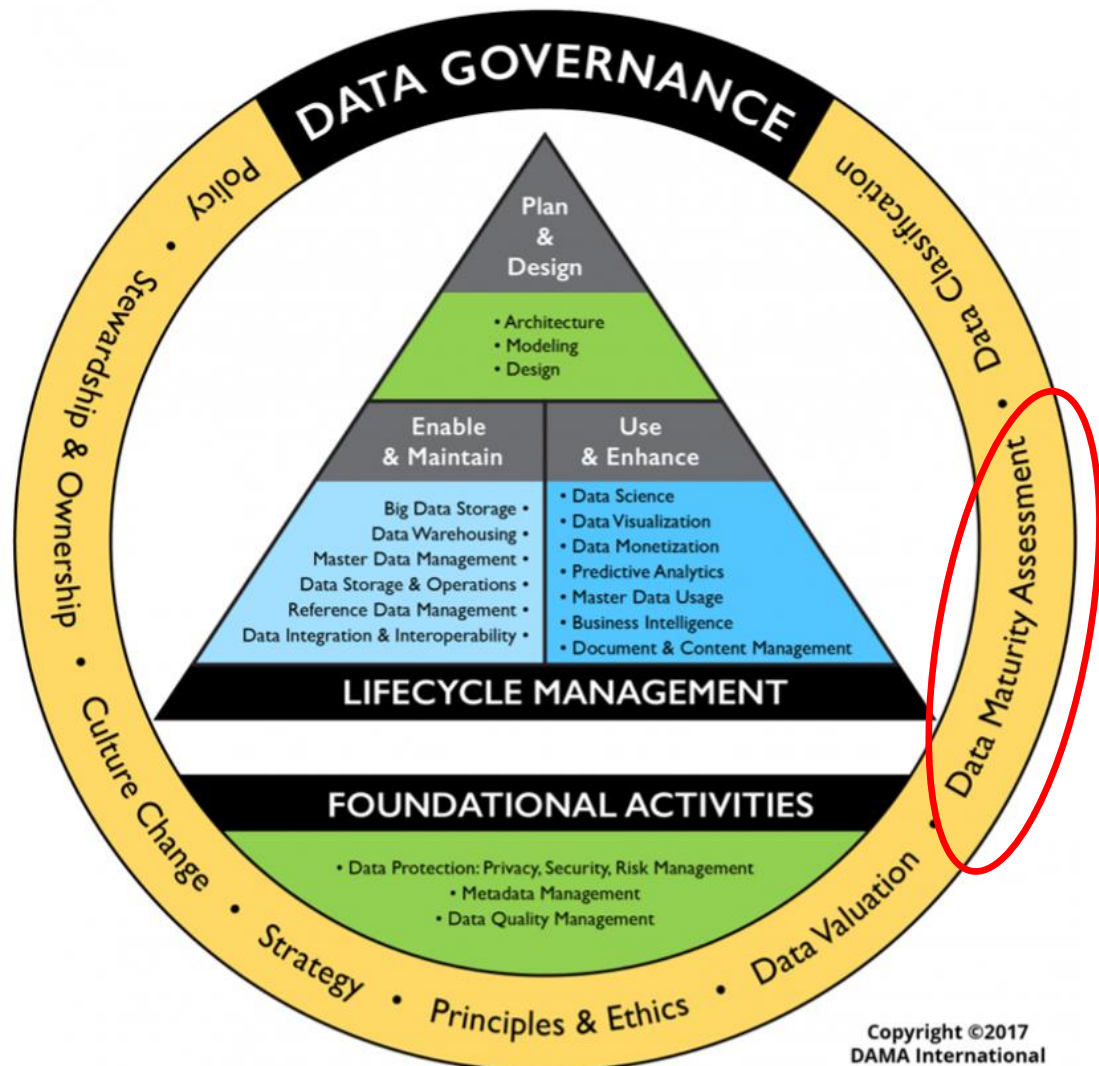 DATA GOVERNANCE
Policy • Stewardship & Ownership • Culture Change • Strategy • Principles & Ethics • Data Valuation • Data Maturity Assessment • Data Classification
Plan
&
Design
• Architecture
• Modeling
• Design
Enable
& Maintain
Big Data Storage •
Data Warehousing •
Master Data Management •
Data Storage & Operations •
Reference Data Management •
Data Integration & Interoperability •
Use
& Enhance
• Data Science
• Data Visualization
• Data Monetization
• Predictive Analytics
• Master Data Usage
• Business Intelligence
• Document & Content Management
LIFECYCLE MANAGEMENT
FOUNDATIONAL ACTIVITIES
• Data Protection: Privacy, Security, Risk Management
• Metadata Management
• Data Quality Management
Copyright ©2017
DAMA International